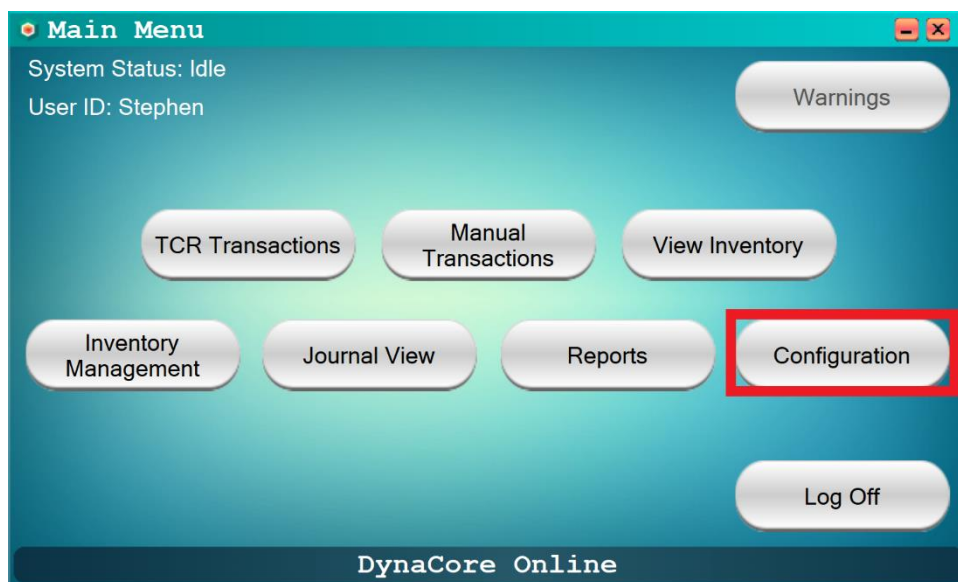 Main Menu
System Status: Idle
User ID: Stephen
Warnings
TCR Transactions
Manual
Transactions
View Inventory
Inventory
Management
Journal View
Reports
Configuration
Log Off
DynaCore Online